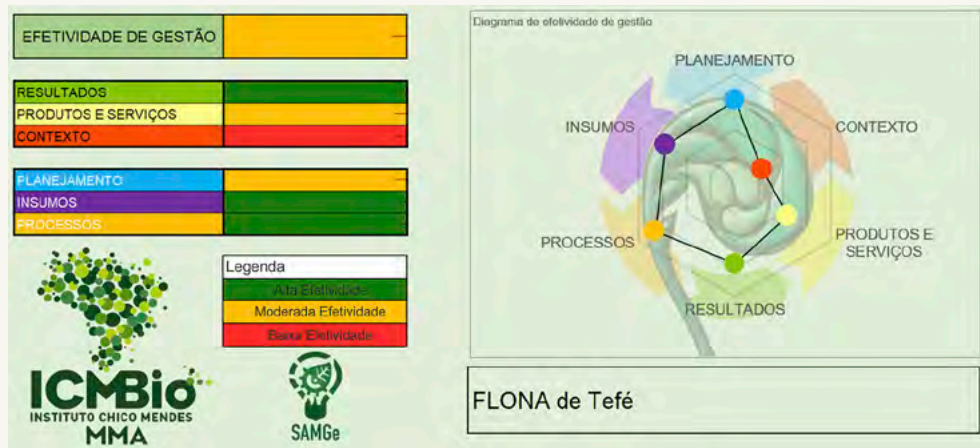 EFETIVIDADE DE GESTÃO
RESULTADOS
PRODUTOS E SERVIÇOS
CONTEXTO
PLANEJAMENTO
INSUMOS
PROCESSOS
Legenda
Alta Efetividade
Moderada Efetividade
Baixa Efetividade
ICMBio
INSTITUTO CHICO MENDES
MMA
SAMGe
Diagrama de efetividade de gestão
PLANEJAMENTO
INSUMOS
CONTEXTO
PROCESSOS
PRODUTOS E
SERVIÇOS
RESULTADOS
FLONA de Tefé